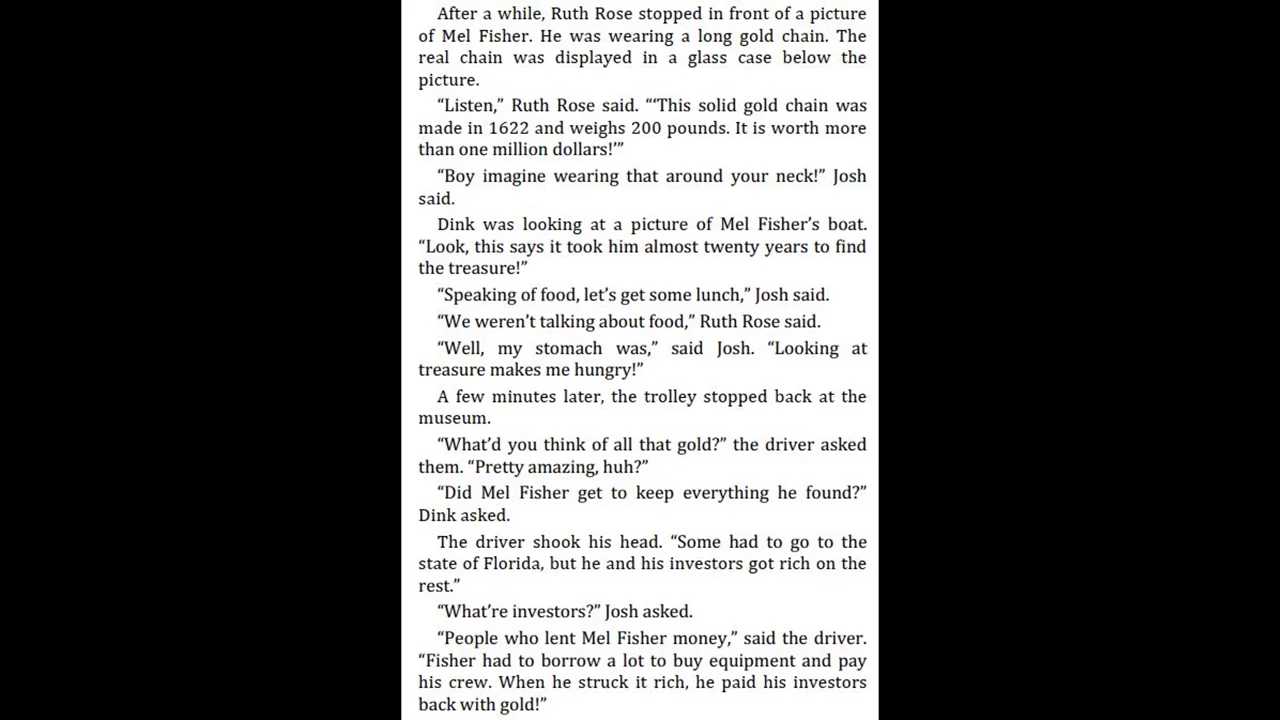 After a while, Ruth Rose stopped in front of a picture
of Mel Fisher. He was wearing a long gold chain. The
real chain was displayed in a glass case below the
picture.
“Listen,” Ruth Rose said. “‘This solid gold chain was
made in 1622 and weighs 200 pounds. It is worth more
than one million dollars!’”
“Boy imagine wearing that around your neck!” Josh
said.
Dink was looking at a picture of Mel Fisher’s boat.
“Look, this says it took him almost twenty years to find
the treasure!”
“Speaking of food, let’s get some lunch,” Josh said.
“We weren’t talking about food,” Ruth Rose said.
“Well, my stomach was,” said Josh. “Looking at
treasure makes me hungry!”
A few minutes later, the trolley stopped back at the
museum.
“What’d you think of all that gold?” the driver asked
them. “Pretty amazing, huh?”
“Did Mel Fisher get to keep everything he found?”
Dink asked.
The driver shook his head. “Some had to go to the
state of Florida, but he and his investors got rich on the
rest.”
“What’re investors?” Josh asked.
“People who lent Mel Fisher money,” said the driver.
“Fisher had to borrow a lot to buy equipment and pay
his crew. When he struck it rich, he paid his investors
back with gold!”